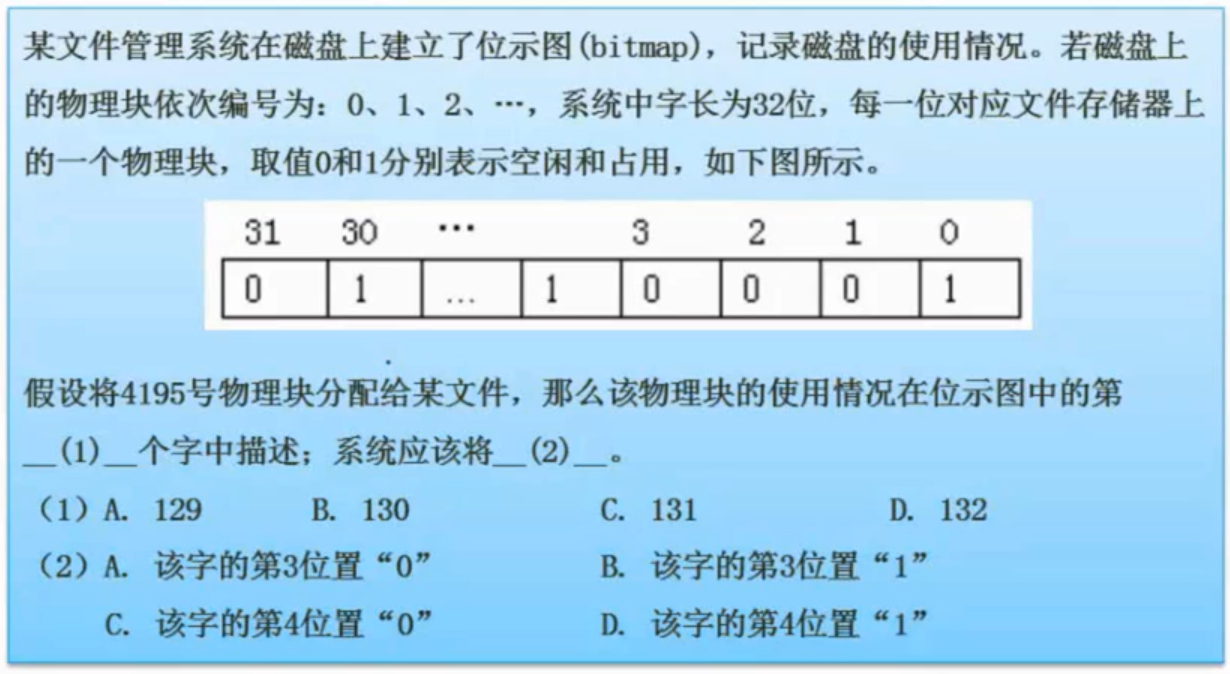 某文件管理系统在磁盘上建立了位示图(bitmap)，记录磁盘的使用情况。若磁盘上
的物理块依次编号为：0、1、2、…，系统中字长为32位，每一位对应文件存储器上
的一个物理块，取值0和1分别表示空闲和占用，如下图所示。
31 30 … 3 2 1 0
0 1 … 1 0 0 0 1
假设将4195号物理块分配给某文件，那么该物理块的使用情况在位示图中的第
__(1)__个字中描述；系统应该将__(2)__。
（1）A. 129 B. 130 C. 131 D. 132
（2）A. 该字的第3位置“0” B. 该字的第3位置“1”
C. 该字的第4位置“0” D. 该字的第4位置“1”